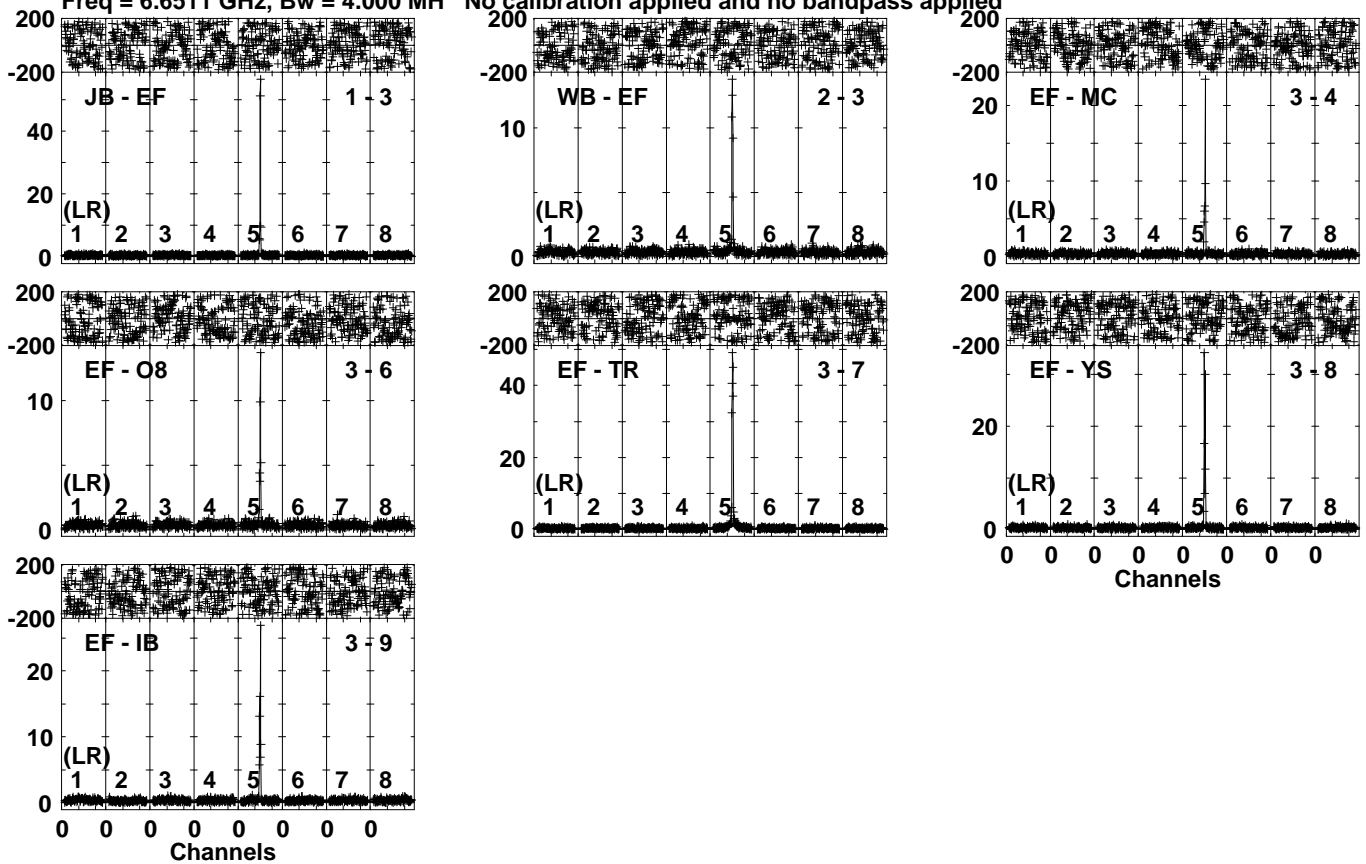 Freq = 6.6511 GHz, Bw = 4.000 MH No calibration applied and no bandpass applied
200
-200
JB - EF 1 - 3
40
20
0
(LR)
1 2 3 4 5 6 7 8
200
-200
WB - EF 2 - 3
10
0
(LR)
1 2 3 4 5 6 7 8
200
-200
EF - MC 3 - 4
20
10
0
(LR)
1 2 3 4 5 6 7 8
200
-200
EF - O8 3 - 6
10
0
(LR)
1 2 3 4 5 6 7 8
200
-200
EF - TR 3 - 7
40
20
0
(LR)
1 2 3 4 5 6 7 8
200
-200
EF - YS 3 - 8
20
0
(LR)
1 2 3 4 5 6 7 8
0 0 0 0 0 0 0 0
Channels
200
-200
EF - IB 3 - 9
20
10
0
(LR)
1 2 3 4 5 6 7 8
0 0 0 0 0 0 0 0
Channels